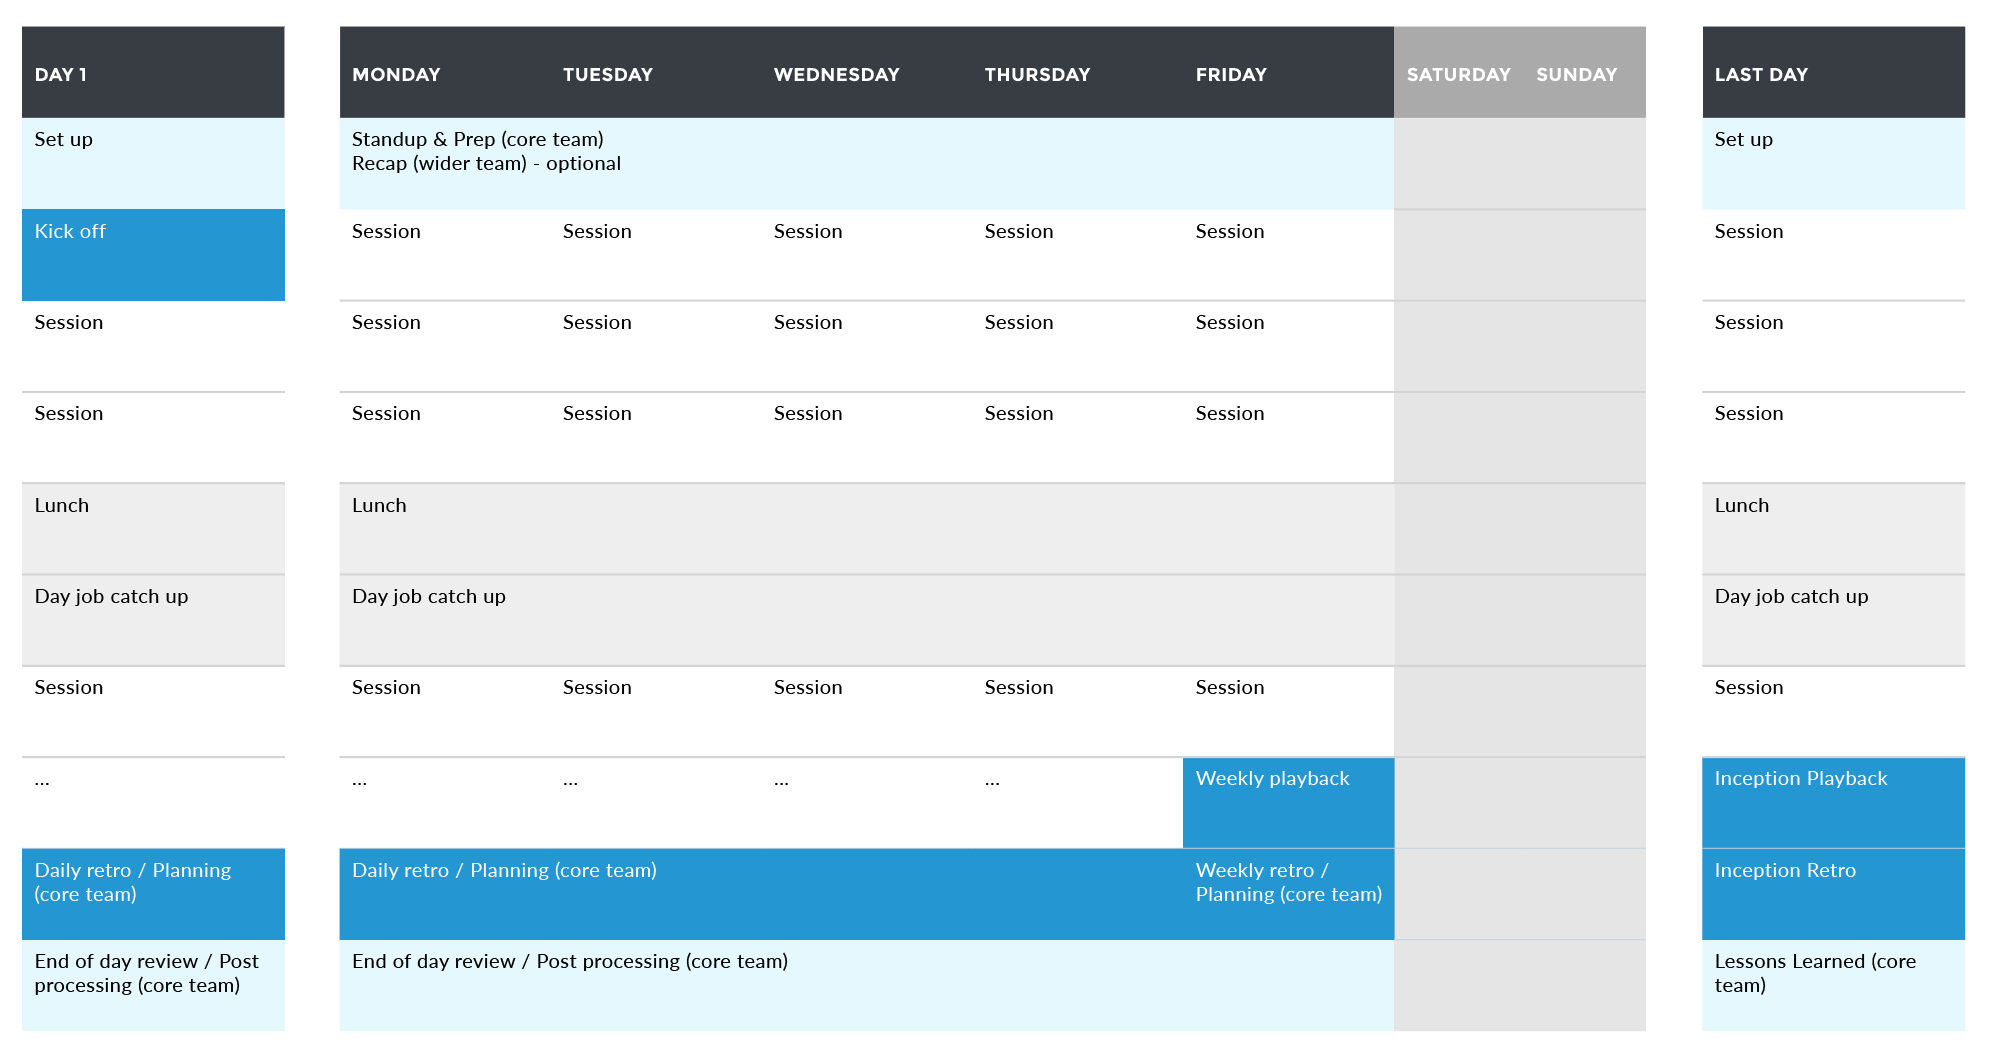 DAY 1 MONDAY TUESDAY WEDNESDAY THURSDAY FRIDAY SATURDAY SUNDAY LAST DAY
Set up Standup & Prep (core team) Set up
Recap (wider team) - optional
Kick off Session Session Session Session Session Session
Session Session Session Session Session Session Session
Session Session Session Session Session Session Session
Lunch Lunch Lunch
Day job catch up Day job catch up Day job catch up
Session Session Session Session Session Session Session
... ... ... ... ... Weekly playback Inception Playback
Daily retro / Planning Daily retro / Planning (core team) Weekly retro / Inception Retro
(core team) Planning (core team)
End of day review / Post End of day review / Post processing (core team) Lessons Learned (core
processing (core team) team)